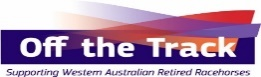 Off the Track
Supporting Western Australian Retired Racehorses